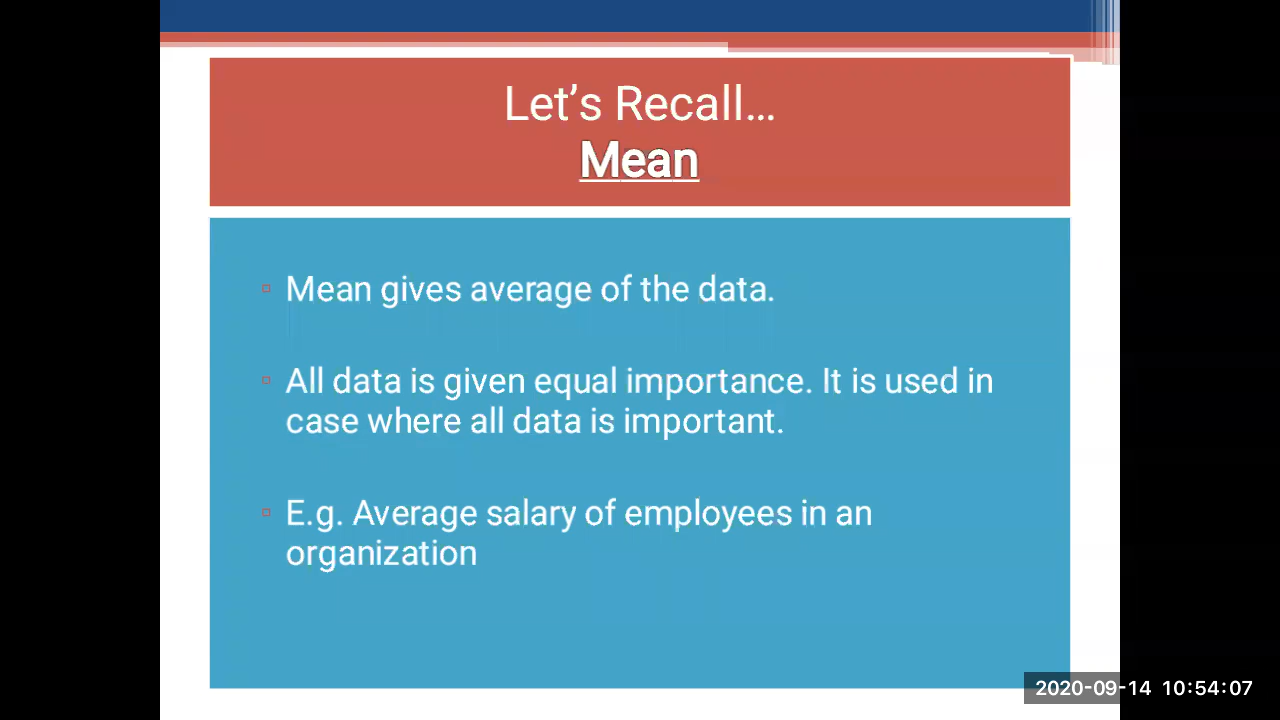 Let’s Recall...
Mean
Mean gives average of the data.
All data is given equal importance. It is used in
case where all data is important.
E.g. Average salary of employees in an
organization
2020-09-14 10:54:07